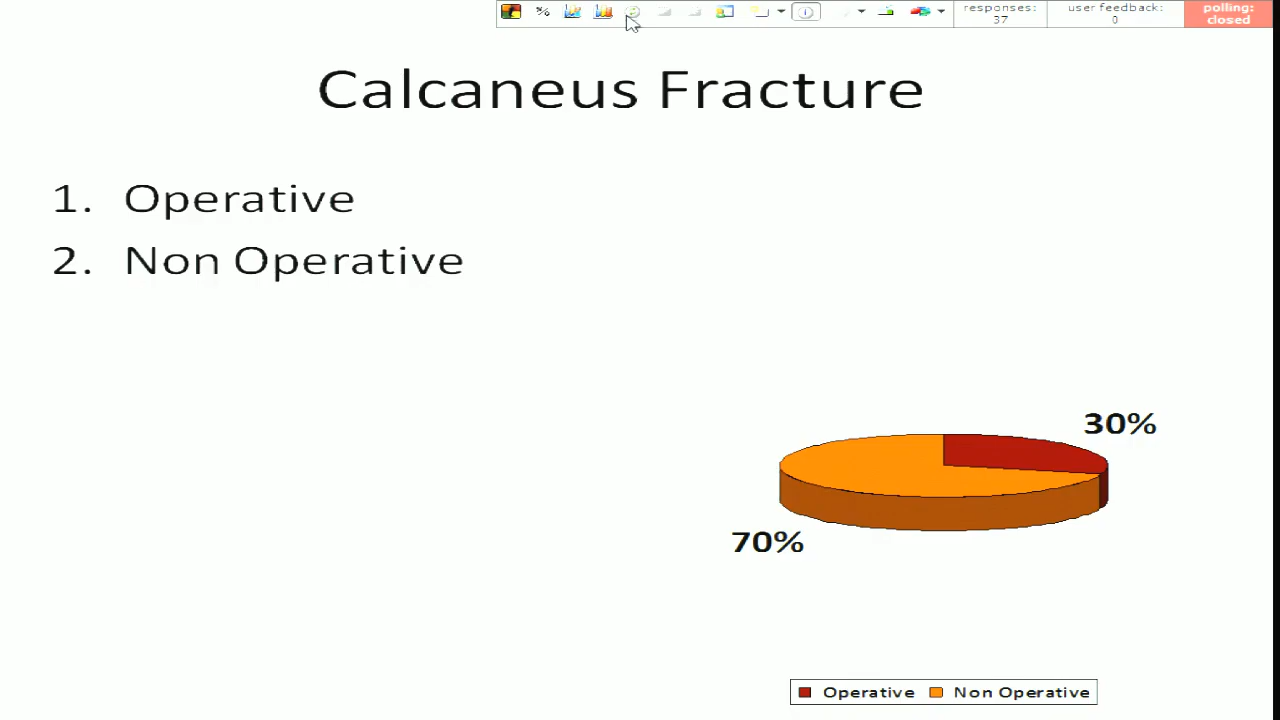 responses: 37
user feedback: 0
polling: closed
Calcaneus Fracture
1. Operative
2. Non Operative
30%
70%
Operative Non Operative